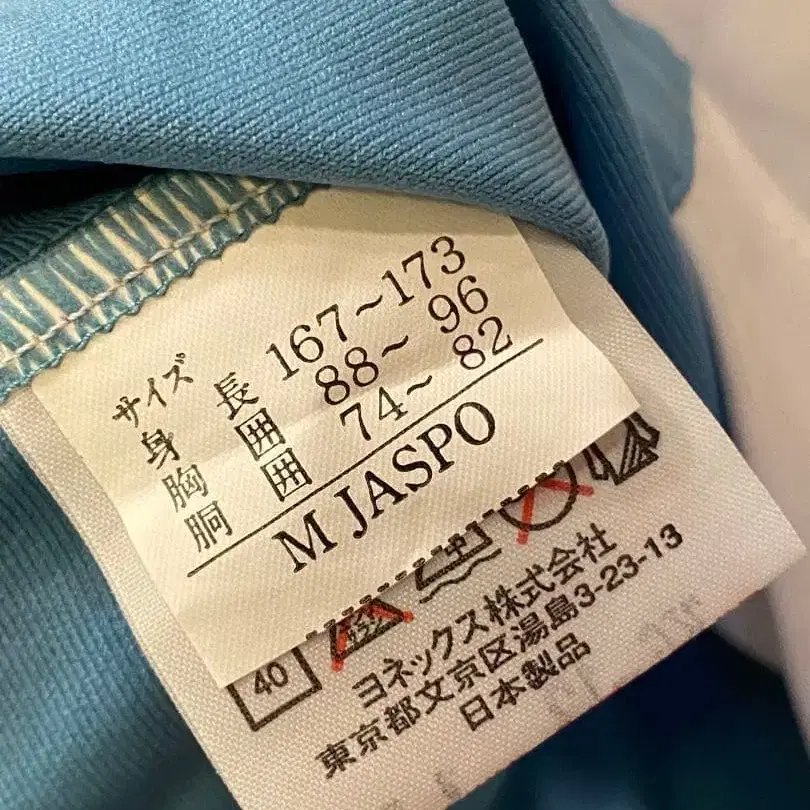 サイズ
身 長 167~173
胸 囲 88~ 96
胴 囲 74~ 82
M JASPO
40
ヨネックス株式会社
東京都文京区湯島3-23-13
日本製品